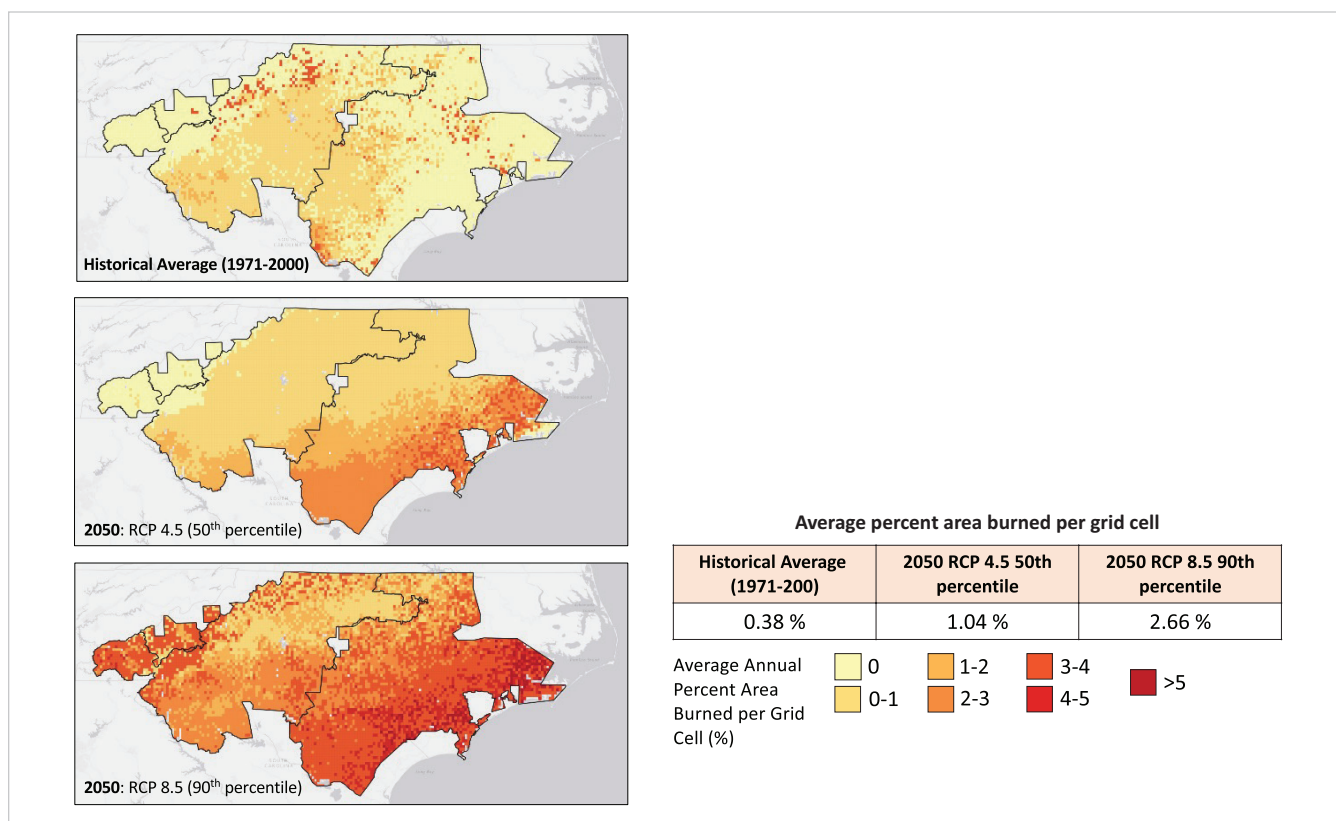 Historical Average (1971-2000)
2050: RCP 4.5 (50th percentile)
2050: RCP 8.5 (90th percentile)
Average percent area burned per grid cell
Historical Average
(1971-200)
2050 RCP 4.5 50th
percentile
2050 RCP 8.5 90th
percentile
0.38 %
1.04 %
2.66 %
Average Annual
Percent Area
Burned per Grid
Cell (%)
0
0-1
1-2
2-3
3-4
4-5
>5